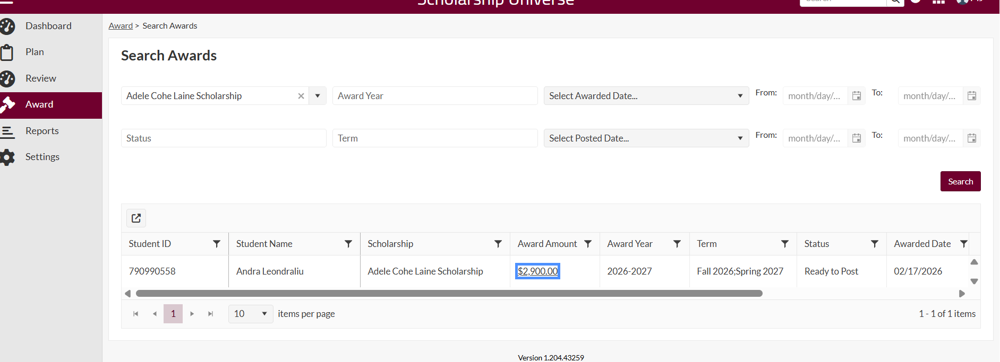 Scholarship Universe
Search
Dashboard
Plan
Review
Award
Reports
Settings
Award > Search Awards
Search Awards
Adele Cohe Laine Scholarship
Award Year
Select Awarded Date...
From: month/day/...
To: month/day/...
Status
Term
Select Posted Date...
From: month/day/...
To: month/day/...
Search
Student ID Student Name Scholarship Award Amount Award Year Term Status Awarded Date
790990558 Andra Leondraliu Adele Cohe Laine Scholarship $2,900.00 2026-2027 Fall 2026;Spring 2027 Ready to Post 02/17/2026
1 10 items per page 1 - 1 of 1 items
Version 1.204.43259